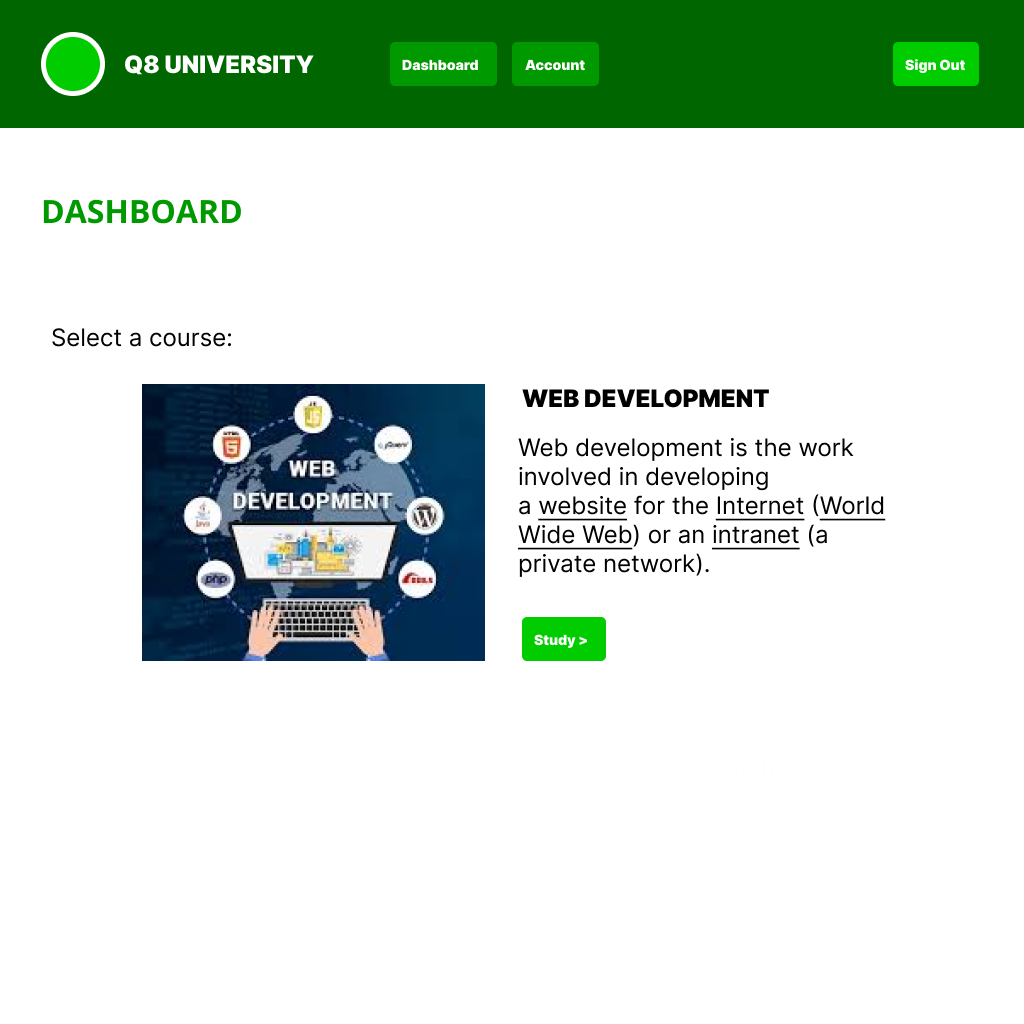 Q8 UNIVERSITY
Dashboard
Account
Sign Out
DASHBOARD
Select a course:
JS
HTML
5
jQuery
WEB
DEVELOPMENT
Java
php
RAILS
WEB DEVELOPMENT
Web development is the work
involved in developing
a website for the Internet (World
Wide Web) or an intranet (a
private network).
Study >